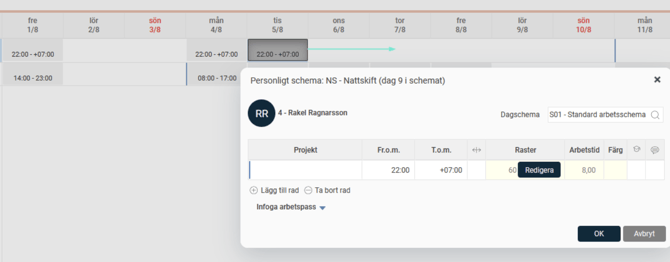 fre lör sön mån tis ons tor fre lör sön mån
1/8 2/8 3/8 4/8 5/8 6/8 7/8 8/8 9/8 10/8 11/8
22:00 - +07:00 22:00 - +07:00 22:00 - +07:00
14:00 - 23:00 08:00 - 17:00
Personligt schema: NS - Nattskift (dag 9 i schemat)
RR 4 - Rakel Ragnarsson Dagschema S01 - Standard arbetsschema
Projekt Fr.o.m. T.o.m. Raster Arbetstid Färg
22:00 +07:00 60 Redigera 8,00
Lägg till rad Ta bort rad
Infoga arbetspass
OK Avbryt